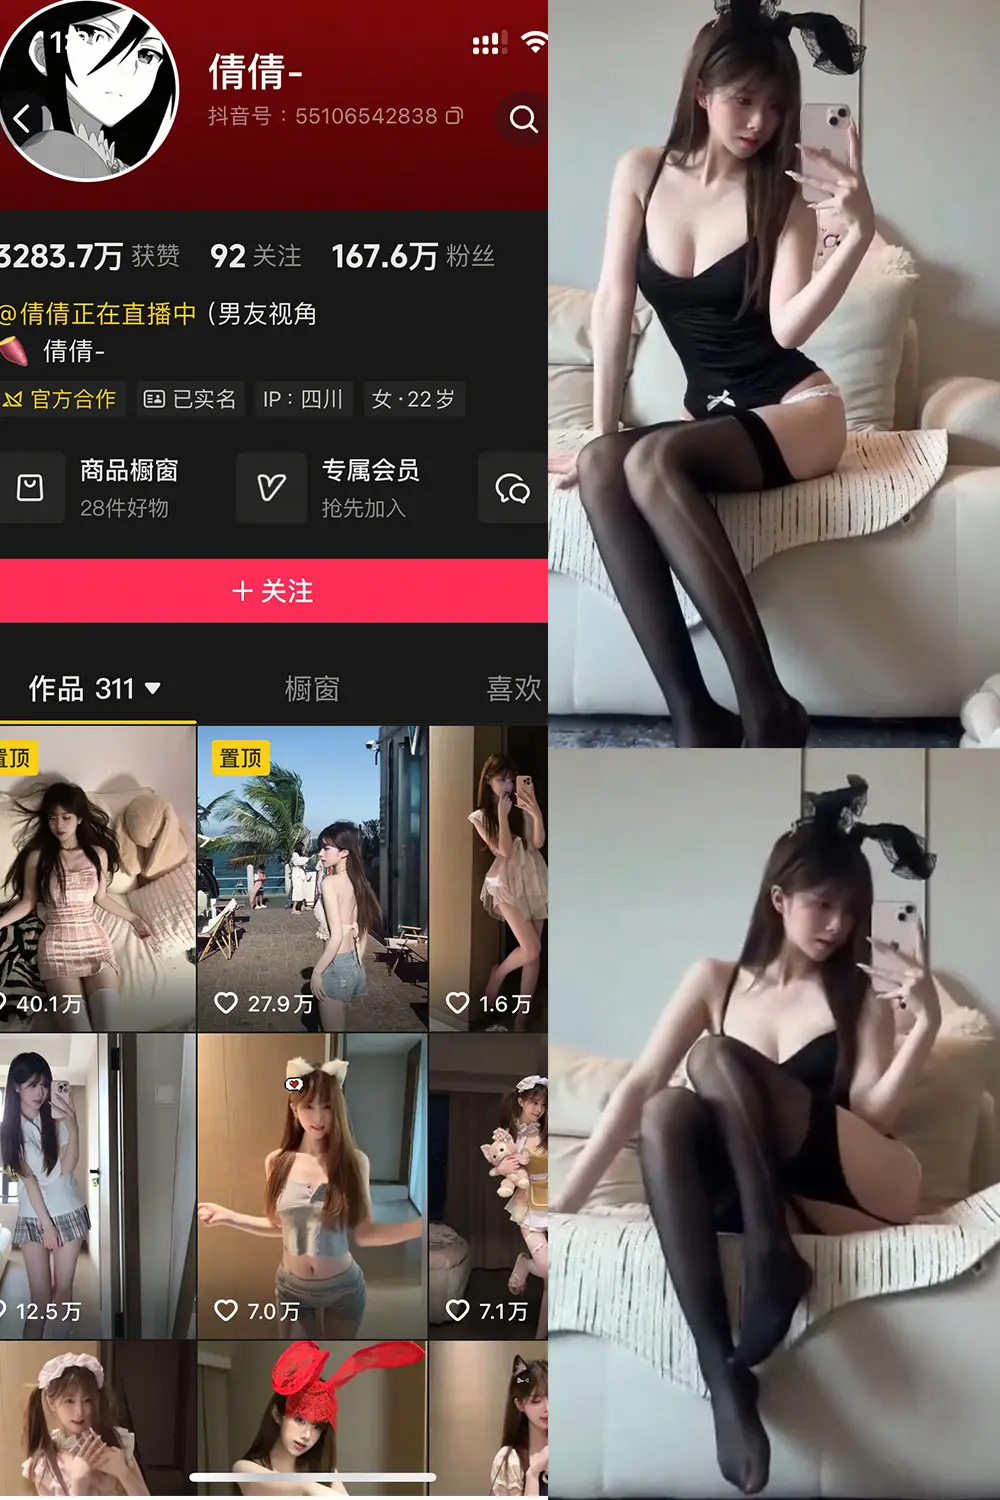 倩倩-
抖音号：55106542838
3283.7万 获赞 92 关注 167.6万 粉丝
@倩倩正在直播中 (男友视角
倩倩-
官方合作 已实名 IP：四川 女·22岁
商品橱窗 专属会员
28件好物 抢先加入
+ 关注
作品 311 橱窗 喜欢
置顶 置顶
40.1万 27.9万 1.6万
12.5万 7.0万 7.1万